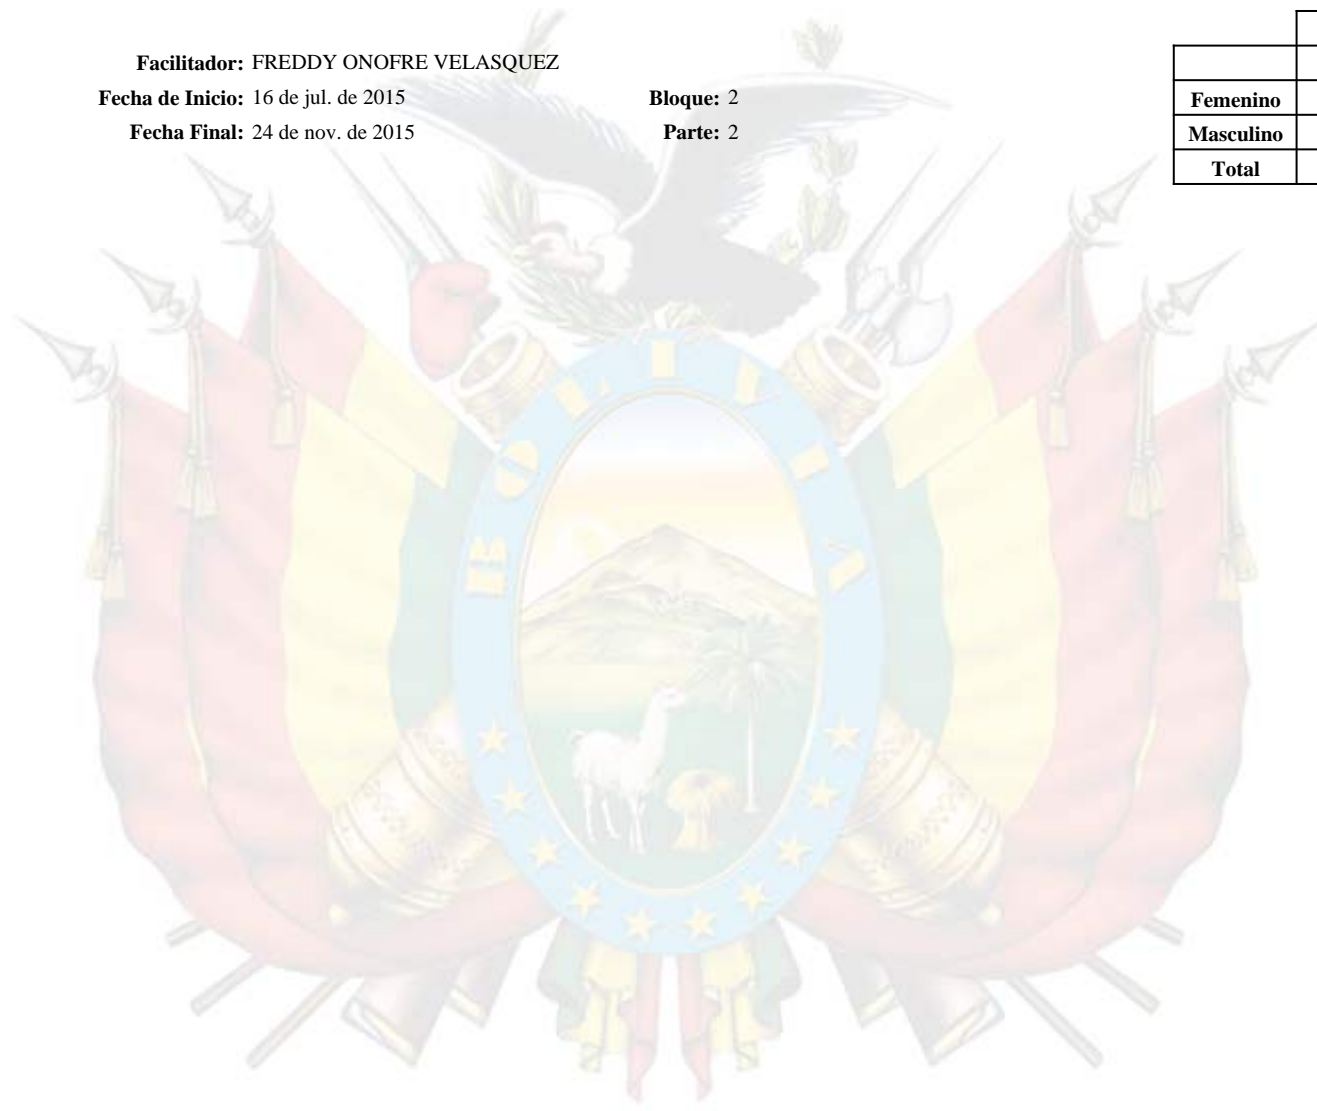 Facilitador: FREDDY ONOFRE VELASQUEZ
Fecha de Inicio: 16 de jul. de 2015 Bloque: 2
Fecha Final: 24 de nov. de 2015 Parte: 2
Femenino
Masculino
Total
BOLIVIA